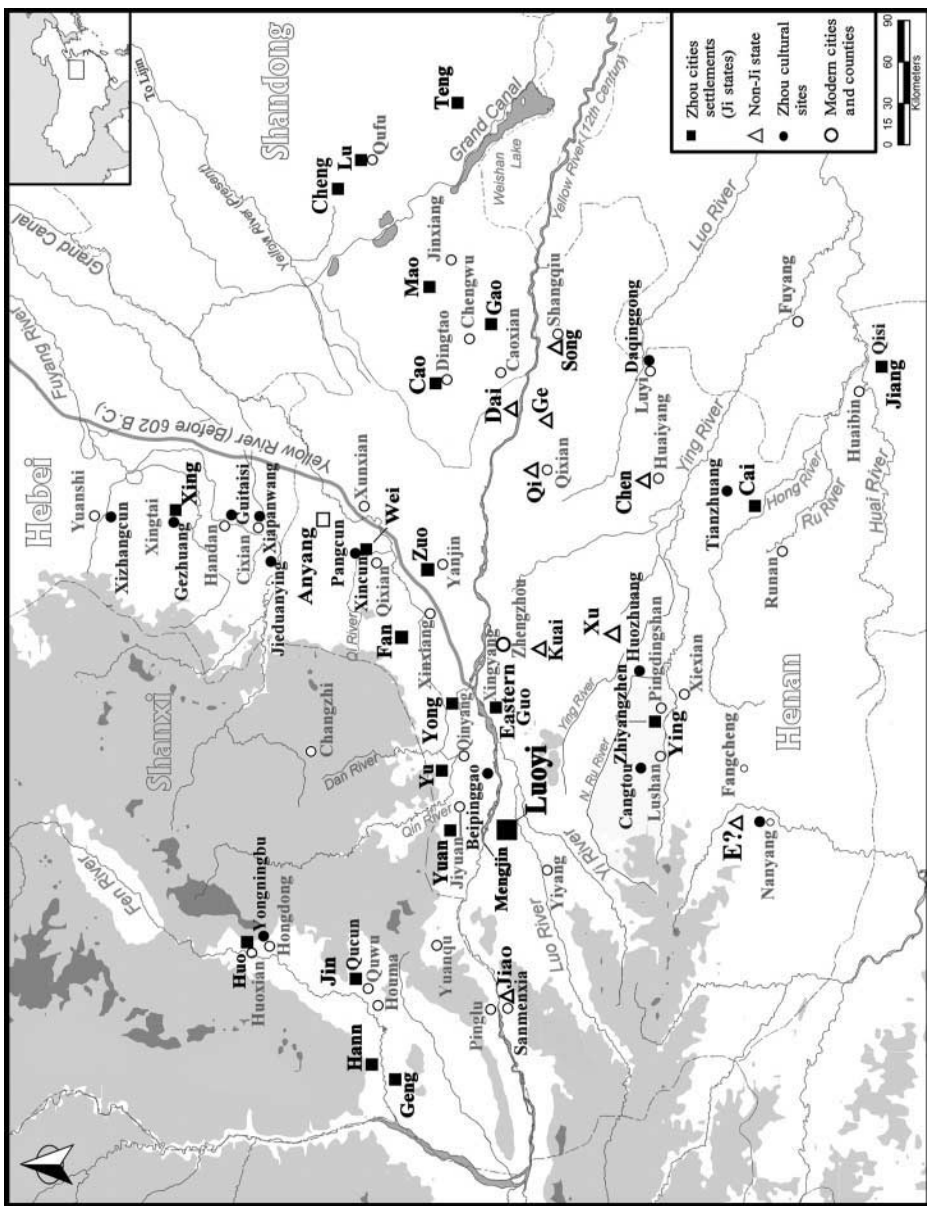 To Lijin
Shandong
Hebei
Shanxi
Henan
Grand Canal
Yellow River (Present)
Fuyang River
Yellow River (Before 602 B.C.)
Grand Canal
Weishan
Lake
Yellow River (12th Century)
Fen River
Dan River
Qin River
Qi River
Luo River
Yi River
Ying River
N. Ru River
Luo River
Ying River
Hong River
Ru River
Huai River
Yuanshi
Xizhangcun
Xingtai
Xing
Gezhuang
Handan
Guitaisi
Cixian
Xiapanwang
Jieduanying
Anyang
Pangcun
Xincun
Wei
Xunxian
Qixian
Changzhi
Fan
Zuo
Yanjin
Xinxiang
Cheng
Lu
Qufu
Teng
Mao
Jinxiang
Chengwu
Gao
Cao
Dingtao
Caoxian
Huo
Huoxian
Yongningbu
Hongdong
Jin
Qucun
Quwu
Houma
Hann
Geng
Yuanqu
Pinglu
Jiao
Sanmenxia
Yuan
Jiyuan
Yu
Yong
Qinyang
Beipinggao
Mengjin
Luoyi
Yiyang
Xingyang
Eastern
Guo
Zhengzhou
Kuai
Qi
Qixian
Dai
Ge
Song
Shangqiu
Xu
Huozhuang
Zhiyangzhen
Pingdingshan
Cangtou
Lushan
Ying
Xiexian
Chen
Huaiyang
Daqinggong
Luyi
Fuyang
Tianzhuang
Cai
Runan
Fangcheng
E?
Nanyang
Huaibin
Qisi
Jiang
Zhou cities
settlements
(Ji states)
Non-Ji state
Zhou cultural
sites
Modern cities
and counties
0 15 30 60 90
Kilometers